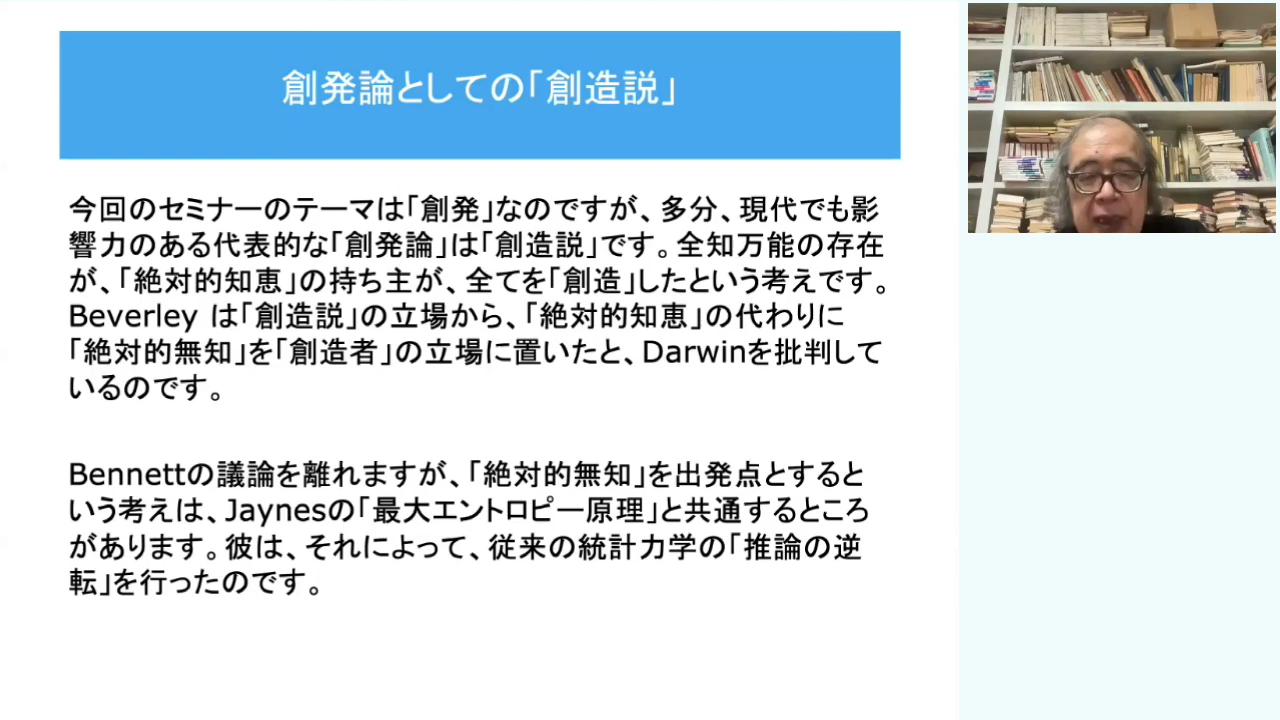 創発論としての「創造説」
今回のセミナーのテーマは「創発」なのですが、多分、現代でも影
響力のある代表的な「創発論」は「創造説」です。全知万能の存在
が、「絶対的知恵」の持ち主が、全てを「創造」したという考えです。
Beverley は「創造説」の立場から、「絶対的知恵」の代わりに
「絶対的無知」を「創造者」の立場に置いたと、Darwinを批判して
いるのです。
Bennettの議論を離れますが、「絶対的無知」を出発点とすると
いう考えは、Jaynesの「最大エントロピー原理」と共通するところ
があります。彼は、それによって、従来の統計力学の「推論の逆
転」を行ったのです。